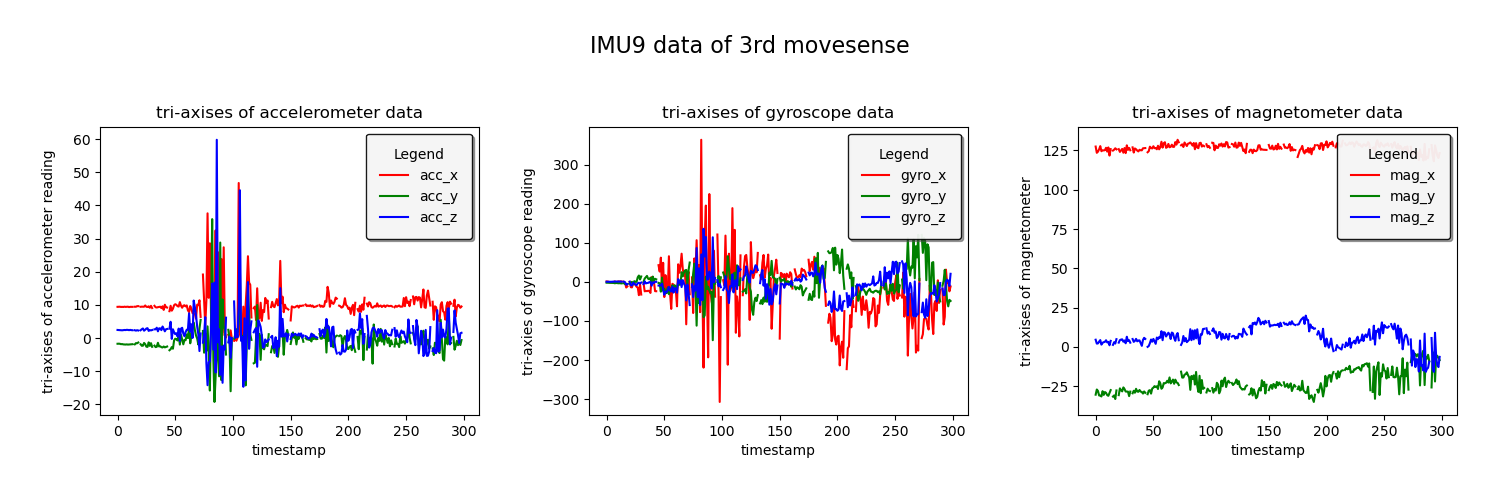 IMU9 data of 3rd movesense
tri-axises of accelerometer data
tri-axises of accelerometer reading
60
50
40
30
20
10
0
−10
−20
0 50 100 150 200 250 300
timestamp
Legend
acc_x
acc_y
acc_z
tri-axises of gyroscope data
tri-axies of gyroscope reading
300
200
100
0
−100
−200
−300
0 50 100 150 200 250 300
timestamp
Legend
gyro_x
gyro_y
gyro_z
tri-axises of magnetometer data
tri-axises of magnetometer
125
100
75
50
25
0
−25
0 50 100 150 200 250 300
timestamp
Legend
mag_x
mag_y
mag_z